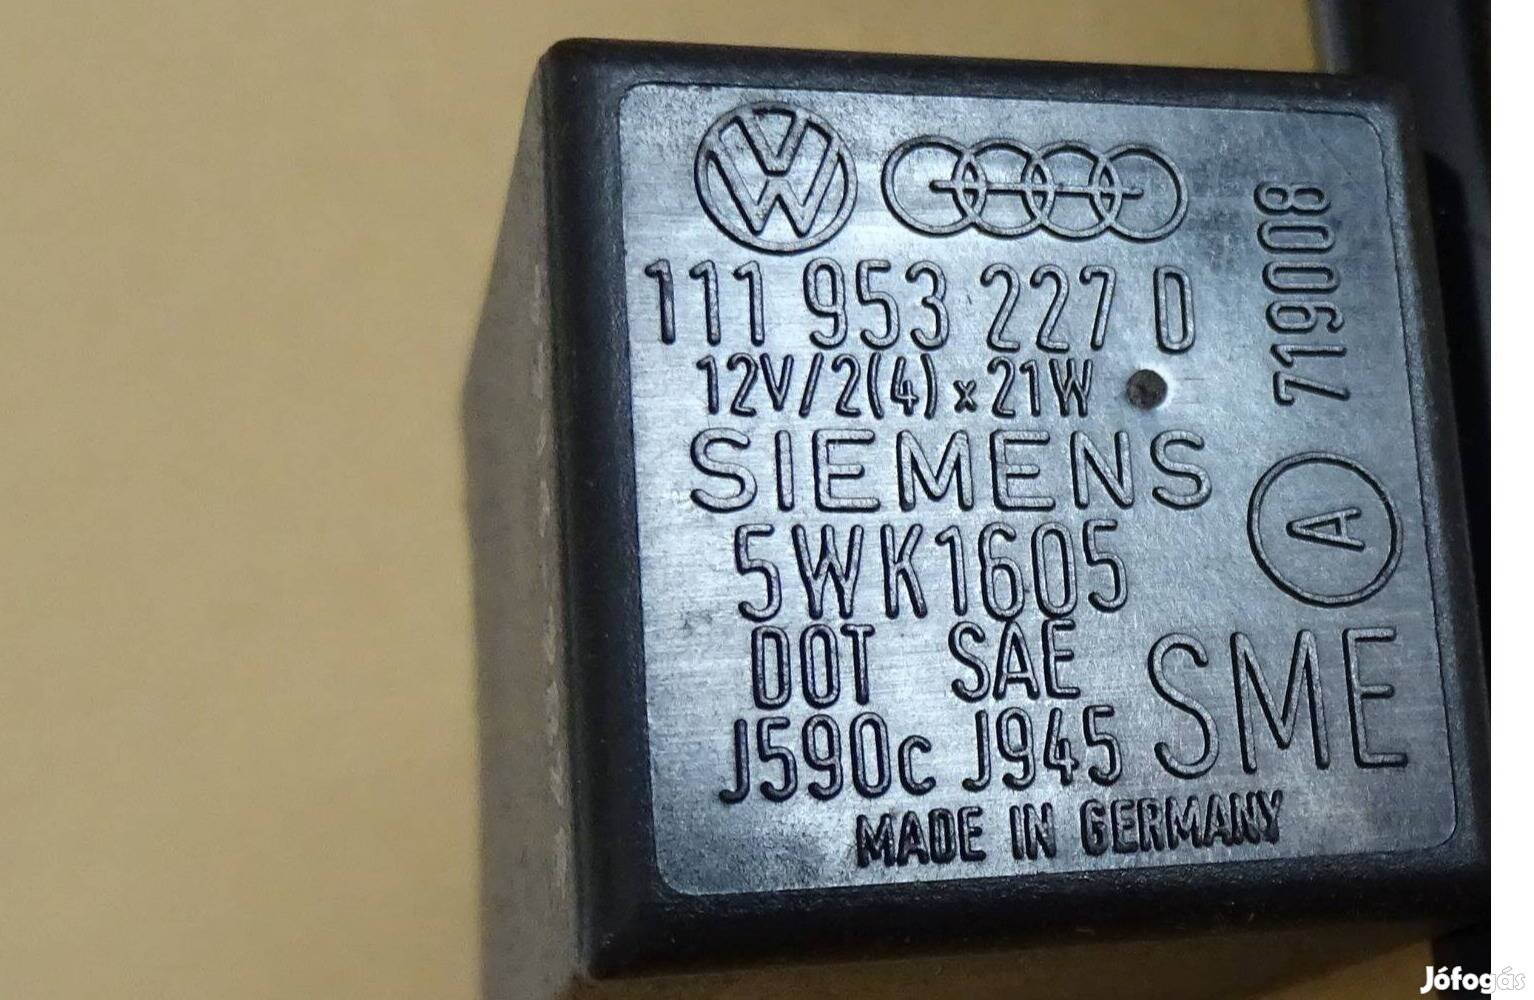 111 953 227 D
12V/2(4)x21W
SIEMENS
5WK1605
DOT SAE
J590c J945
MADE IN GERMANY
719008
A
SME
Jófogás